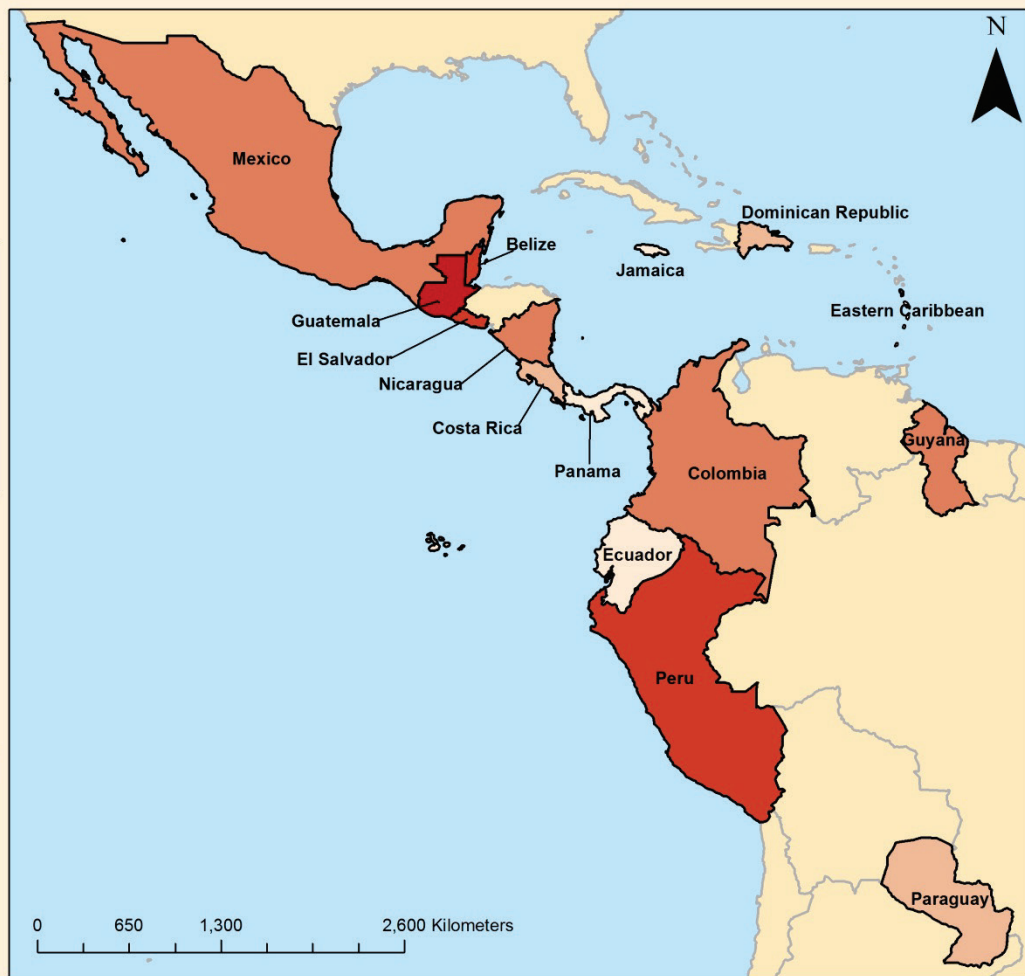 N
Mexico
Dominican Republic
Belize
Jamaica
Guatemala
Eastern Caribbean
El Salvador
Nicaragua
Costa Rica
Guyana
Panama
Colombia
Ecuador
Peru
Paraguay
0 650 1,300 2,600 Kilometers